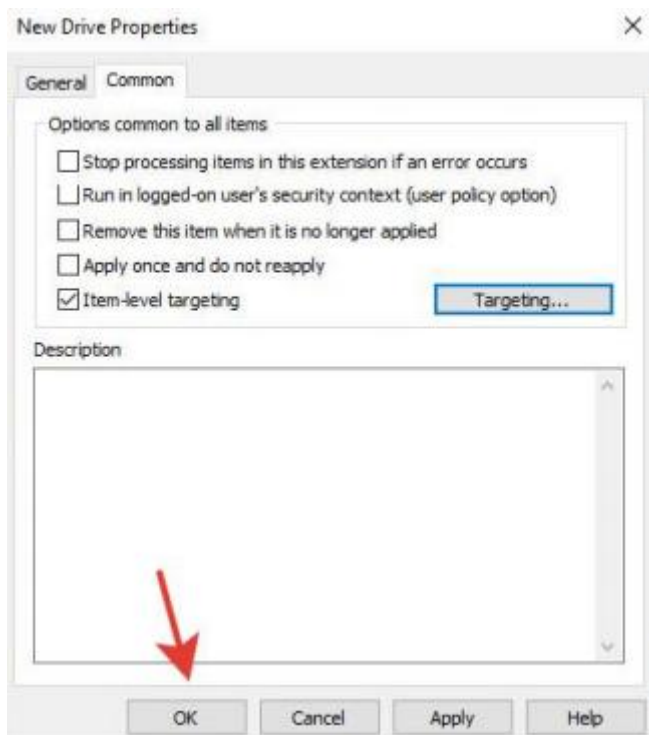 New Drive Properties
General Common
Options common to all items
Stop processing items in this extension if an error occurs
Run in logged-on user's security context (user policy option)
Remove this item when it is no longer applied
Apply once and do not reapply
Item-level targeting Targeting...
Description
OK Cancel Apply Help